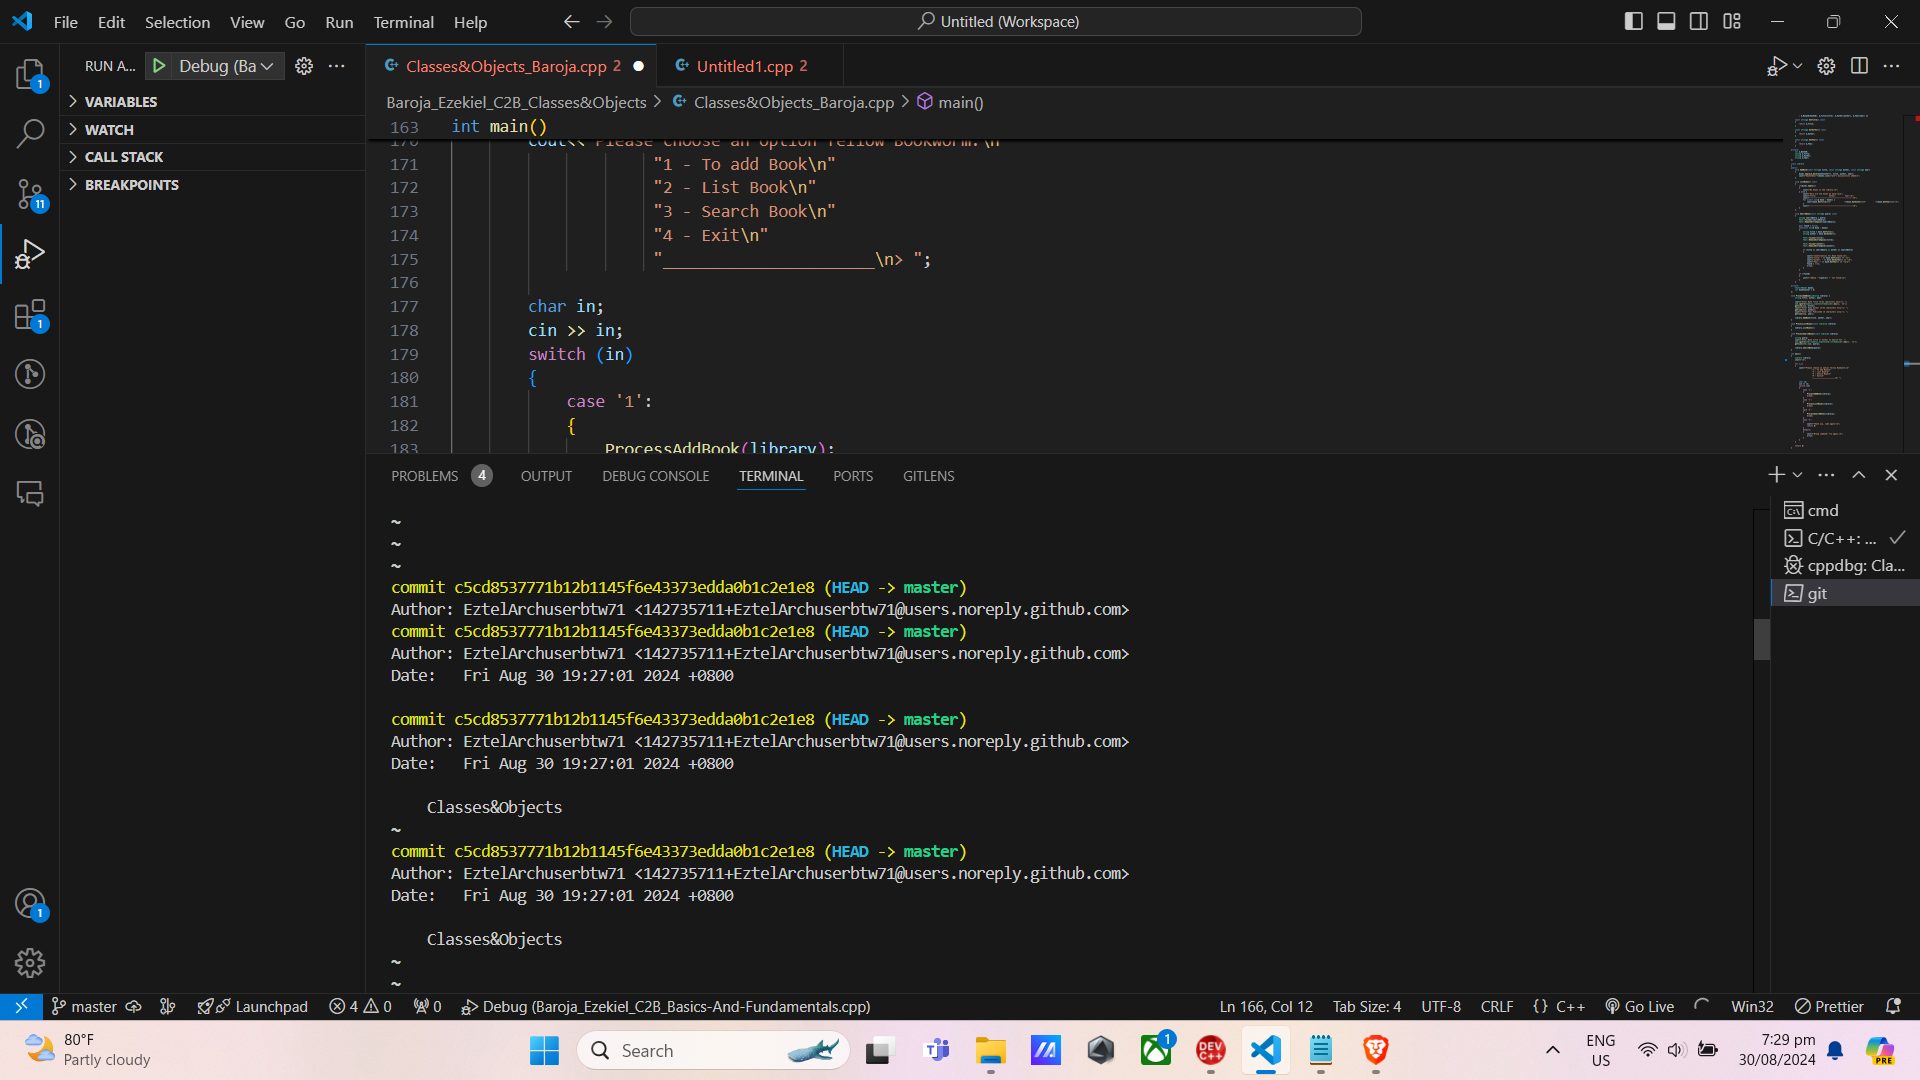 File Edit Selection View Go Run Terminal Help
Untitled (Workspace)
RUN A... Debug (Ba
Classes&Objects_Baroja.cpp 2
Untitled1.cpp 2
VARIABLES
WATCH
CALL STACK
BREAKPOINTS
Baroja_Ezekiel_C2B_Classes&Objects > Classes&Objects_Baroja.cpp > main()
163 int main()
170 cout<< "Please choose an option fellow Bookworm:\n"
171 "1 - To add Book\n"
172 "2 - List Book\n"
173 "3 - Search Book\n"
174 "4 - Exit\n"
175 "______________________\n> ";
176
177 char in;
178 cin >> in;
179 switch (in)
180 {
181 case '1':
182 {
183 ProcessAddBook(library);
1
11
1
1
PROBLEMS 4 OUTPUT DEBUG CONSOLE TERMINAL PORTS GITLENS
~
~
~
commit c5cd8537771b12b1145f6e43373edda0b1c2e1e8 (HEAD -> master)
Author: EztelArchuserbtw71 <142735711+EztelArchuserbtw71@users.noreply.github.com>
commit c5cd8537771b12b1145f6e43373edda0b1c2e1e8 (HEAD -> master)
Author: EztelArchuserbtw71 <142735711+EztelArchuserbtw71@users.noreply.github.com>
Date:   Fri Aug 30 19:27:01 2024 +0800
commit c5cd8537771b12b1145f6e43373edda0b1c2e1e8 (HEAD -> master)
Author: EztelArchuserbtw71 <142735711+EztelArchuserbtw71@users.noreply.github.com>
Date:   Fri Aug 30 19:27:01 2024 +0800
Classes&Objects
~
commit c5cd8537771b12b1145f6e43373edda0b1c2e1e8 (HEAD -> master)
Author: EztelArchuserbtw71 <142735711+EztelArchuserbtw71@users.noreply.github.com>
Date:   Fri Aug 30 19:27:01 2024 +0800
Classes&Objects
~
~
cmd
C/C++: ...
cppdbg: Cla...
git
master Launchpad 4 0 0 Debug (Baroja_Ezekiel_C2B_Basics-And-Fundamentals.cpp)
Ln 166, Col 12 Tab Size: 4 UTF-8 CRLF {} C++ Go Live Win32 Prettier
80°F
Partly cloudy
Search
DEV C++
1
ENG
US
7:29 pm
30/08/2024
PRE